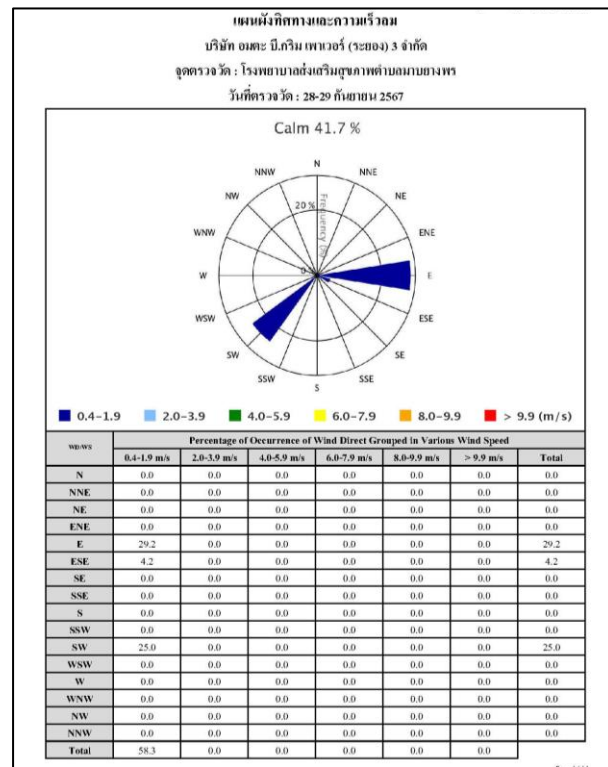 แผนผังทิศทางและความเร็วลม
บริษัท อมตะ บี.กริม เพาเวอร์ (ระยอง) 3 จำกัด
จุดตรวจวัด : โรงพยาบาลส่งเสริมสุขภาพตำบลมาบยางพร
วันที่ตรวจวัด : 28-29 กันยายน 2567
Calm 41.7 %
N
NNW NNE
NW NE
20 %
WNW ENE
Frequency (%)
W 0 % E
WSW ESE
SW SE
SSW SSE
S
0.4-1.9 2.0-3.9 4.0-5.9 6.0-7.9 8.0-9.9 > 9.9 (m/s)
WD/WS Percentage of Occurrence of Wind Direct Grouped in Various Wind Speed
0.4-1.9 m/s 2.0-3.9 m/s 4.0-5.9 m/s 6.0-7.9 m/s 8.0-9.9 m/s > 9.9 m/s Total
N 0.0 0.0 0.0 0.0 0.0 0.0 0.0
NNE 0.0 0.0 0.0 0.0 0.0 0.0 0.0
NE 0.0 0.0 0.0 0.0 0.0 0.0 0.0
ENE 0.0 0.0 0.0 0.0 0.0 0.0 0.0
E 29.2 0.0 0.0 0.0 0.0 0.0 29.2
ESE 4.2 0.0 0.0 0.0 0.0 0.0 4.2
SE 0.0 0.0 0.0 0.0 0.0 0.0 0.0
SSE 0.0 0.0 0.0 0.0 0.0 0.0 0.0
S 0.0 0.0 0.0 0.0 0.0 0.0 0.0
SSW 0.0 0.0 0.0 0.0 0.0 0.0 0.0
SW 25.0 0.0 0.0 0.0 0.0 0.0 25.0
WSW 0.0 0.0 0.0 0.0 0.0 0.0 0.0
W 0.0 0.0 0.0 0.0 0.0 0.0 0.0
WNW 0.0 0.0 0.0 0.0 0.0 0.0 0.0
NW 0.0 0.0 0.0 0.0 0.0 0.0 0.0
NNW 0.0 0.0 0.0 0.0 0.0 0.0 0.0
Total 58.3 0.0 0.0 0.0 0.0 0.0